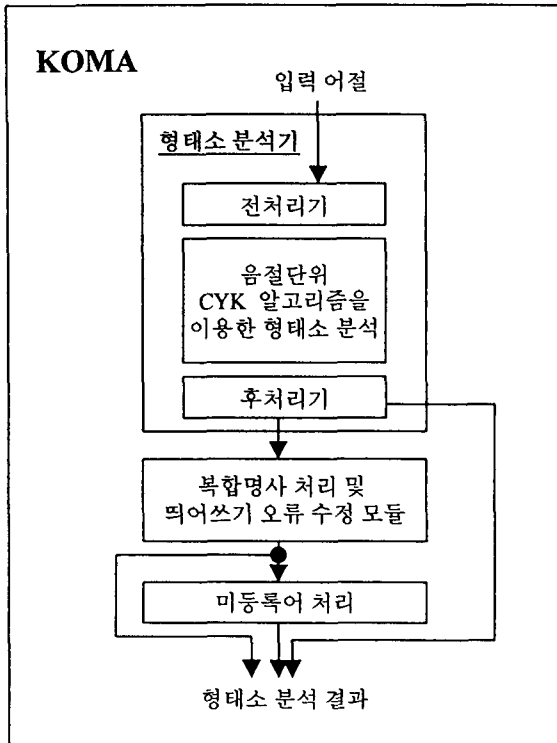 KOMA
입력 어절
형태소 분석기
전처리기
음절단위
CYK 알고리즘을
이용한 형태소 분석
후처리기
복합명사 처리 및
띄어쓰기 오류 수정 모듈
미등록어 처리
형태소 분석 결과